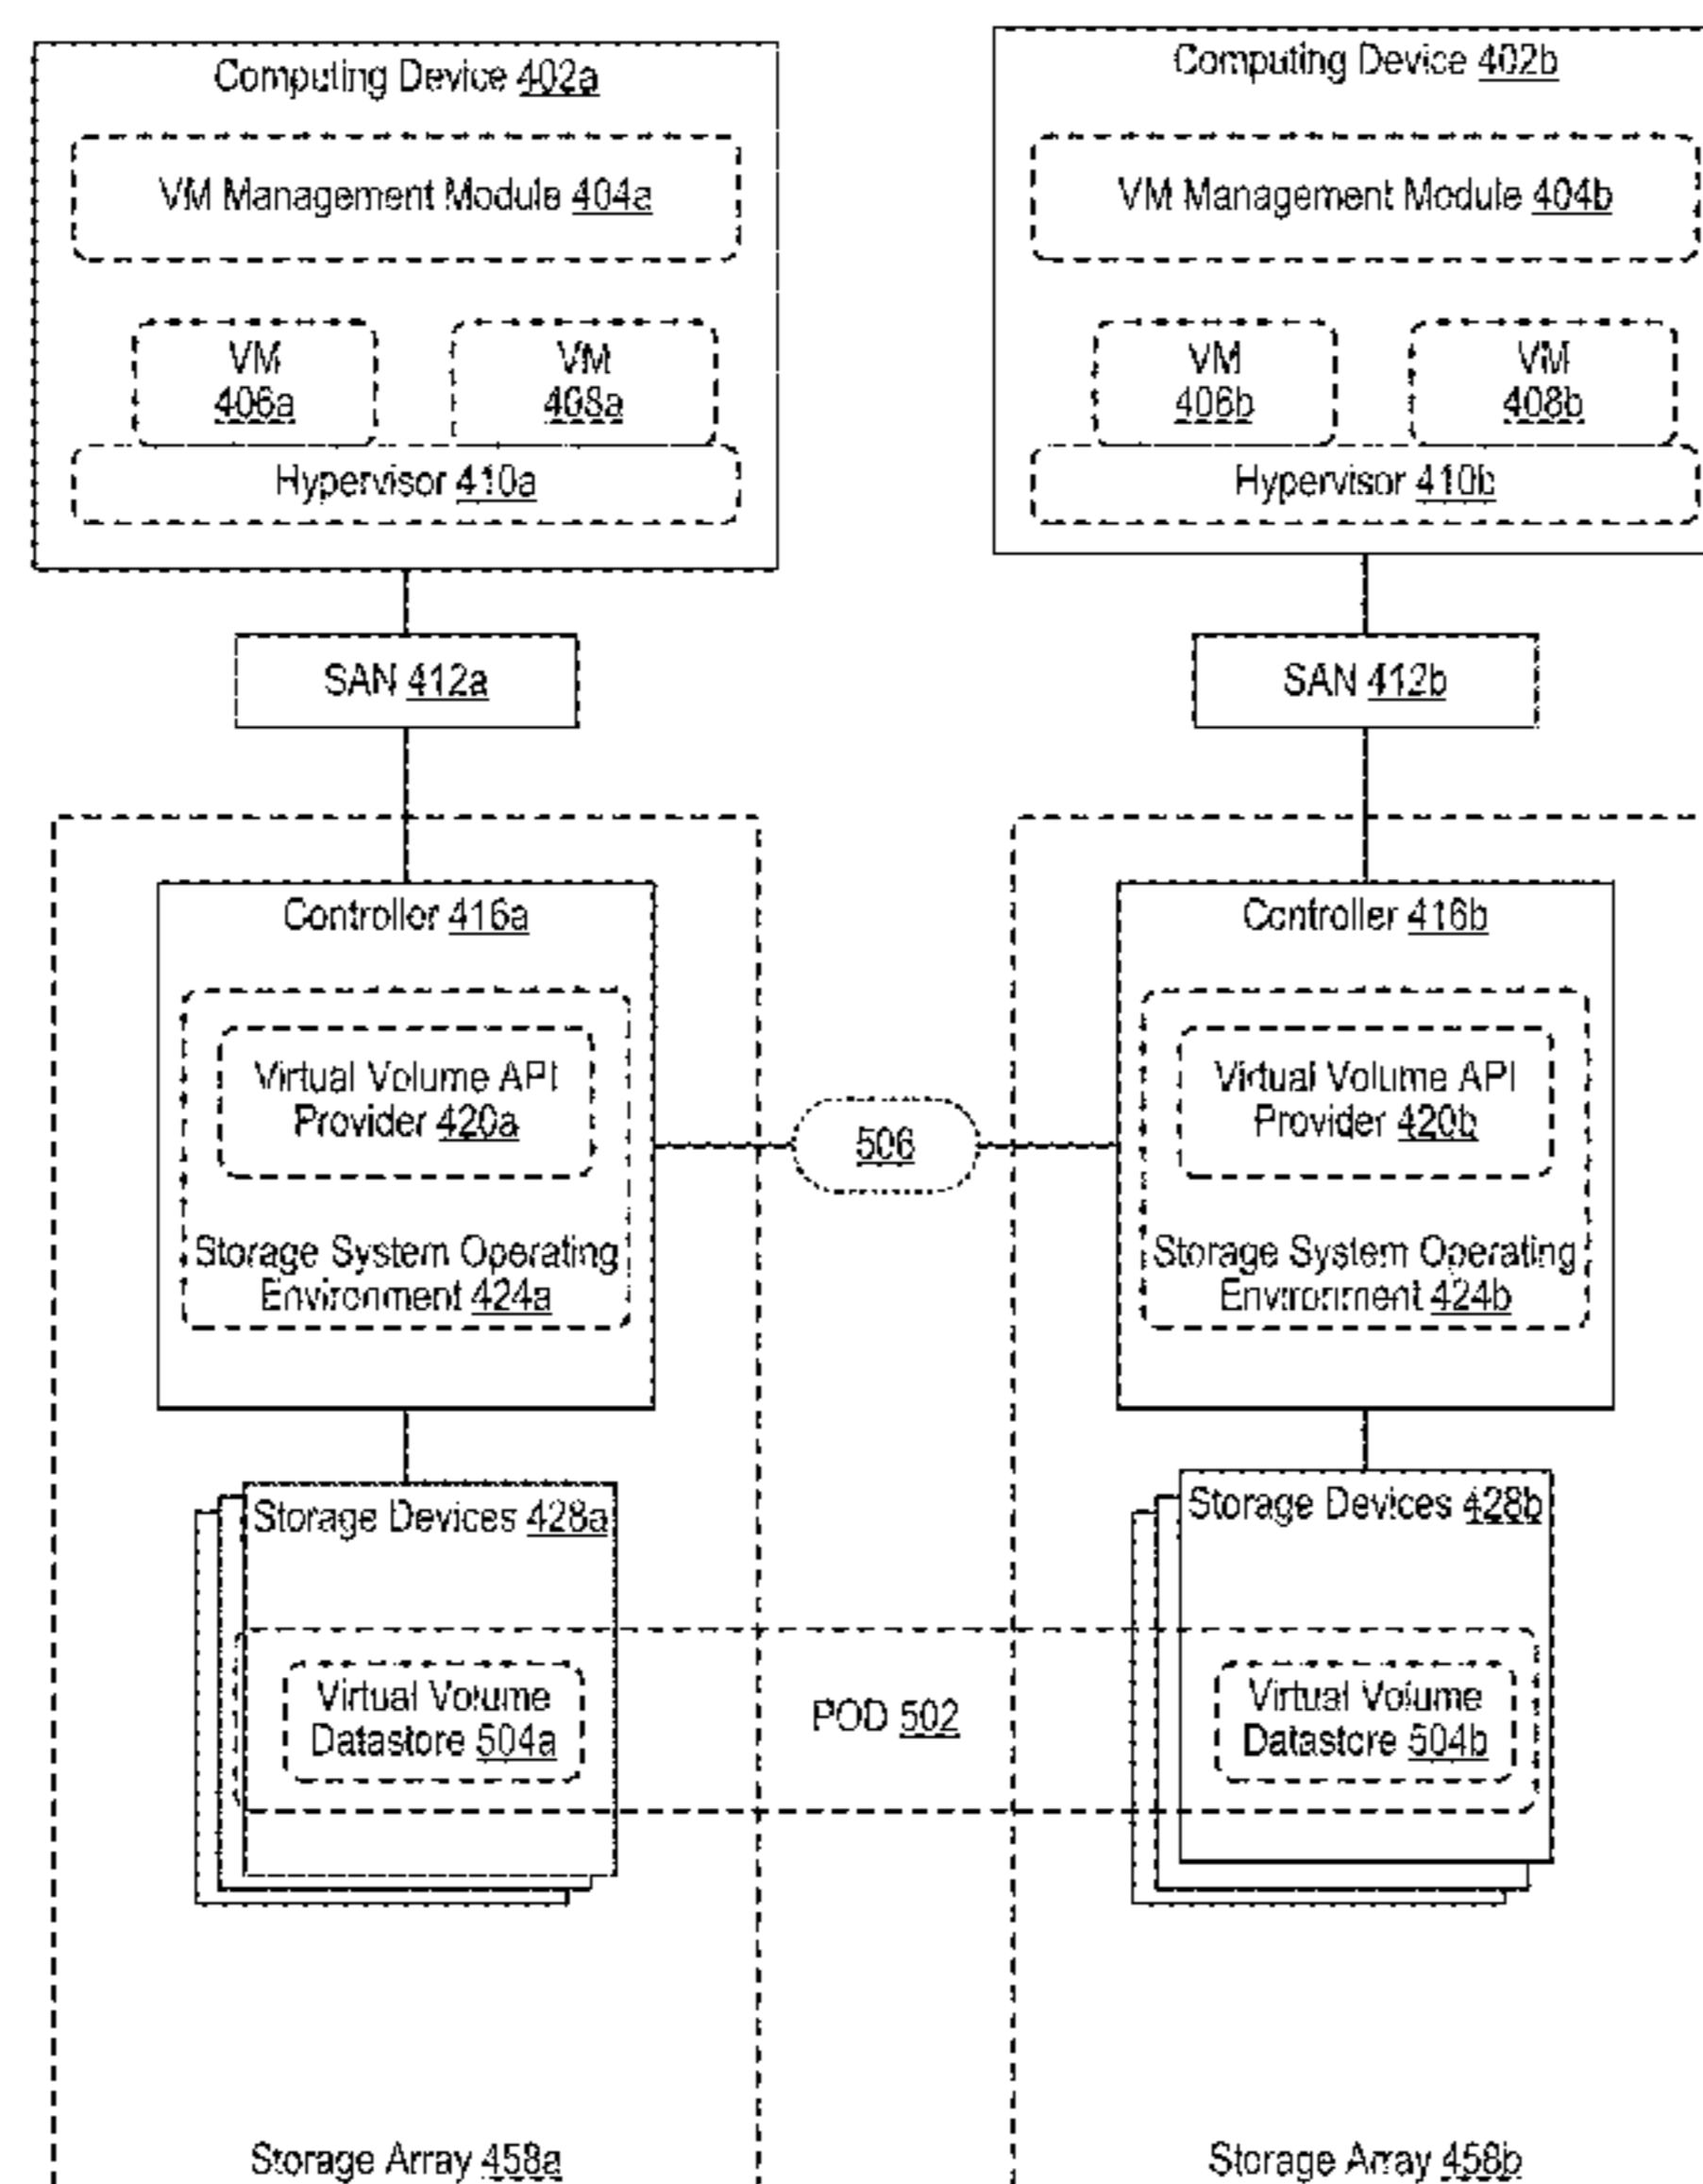 Computing Device 402a
VM Management Module 404a
VM
406a
VM
408a
Hypervisor 410a
SAN 412a
Controller 416a
Virtual Volume API
Provider 420a
Storage System Operating
Environment 424a
Storage Devices 428a
Virtual Volume
Datastore 504a
Storage Array 458a
506
POD 502
Computing Device 402b
VM Management Module 404b
VM
406b
VM
408b
Hypervisor 410b
SAN 412b
Controller 416b
Virtual Volume API
Provider 420b
Storage System Operating
Environment 424b
Storage Devices 428b
Virtual Volume
Datastore 504b
Storage Array 458b